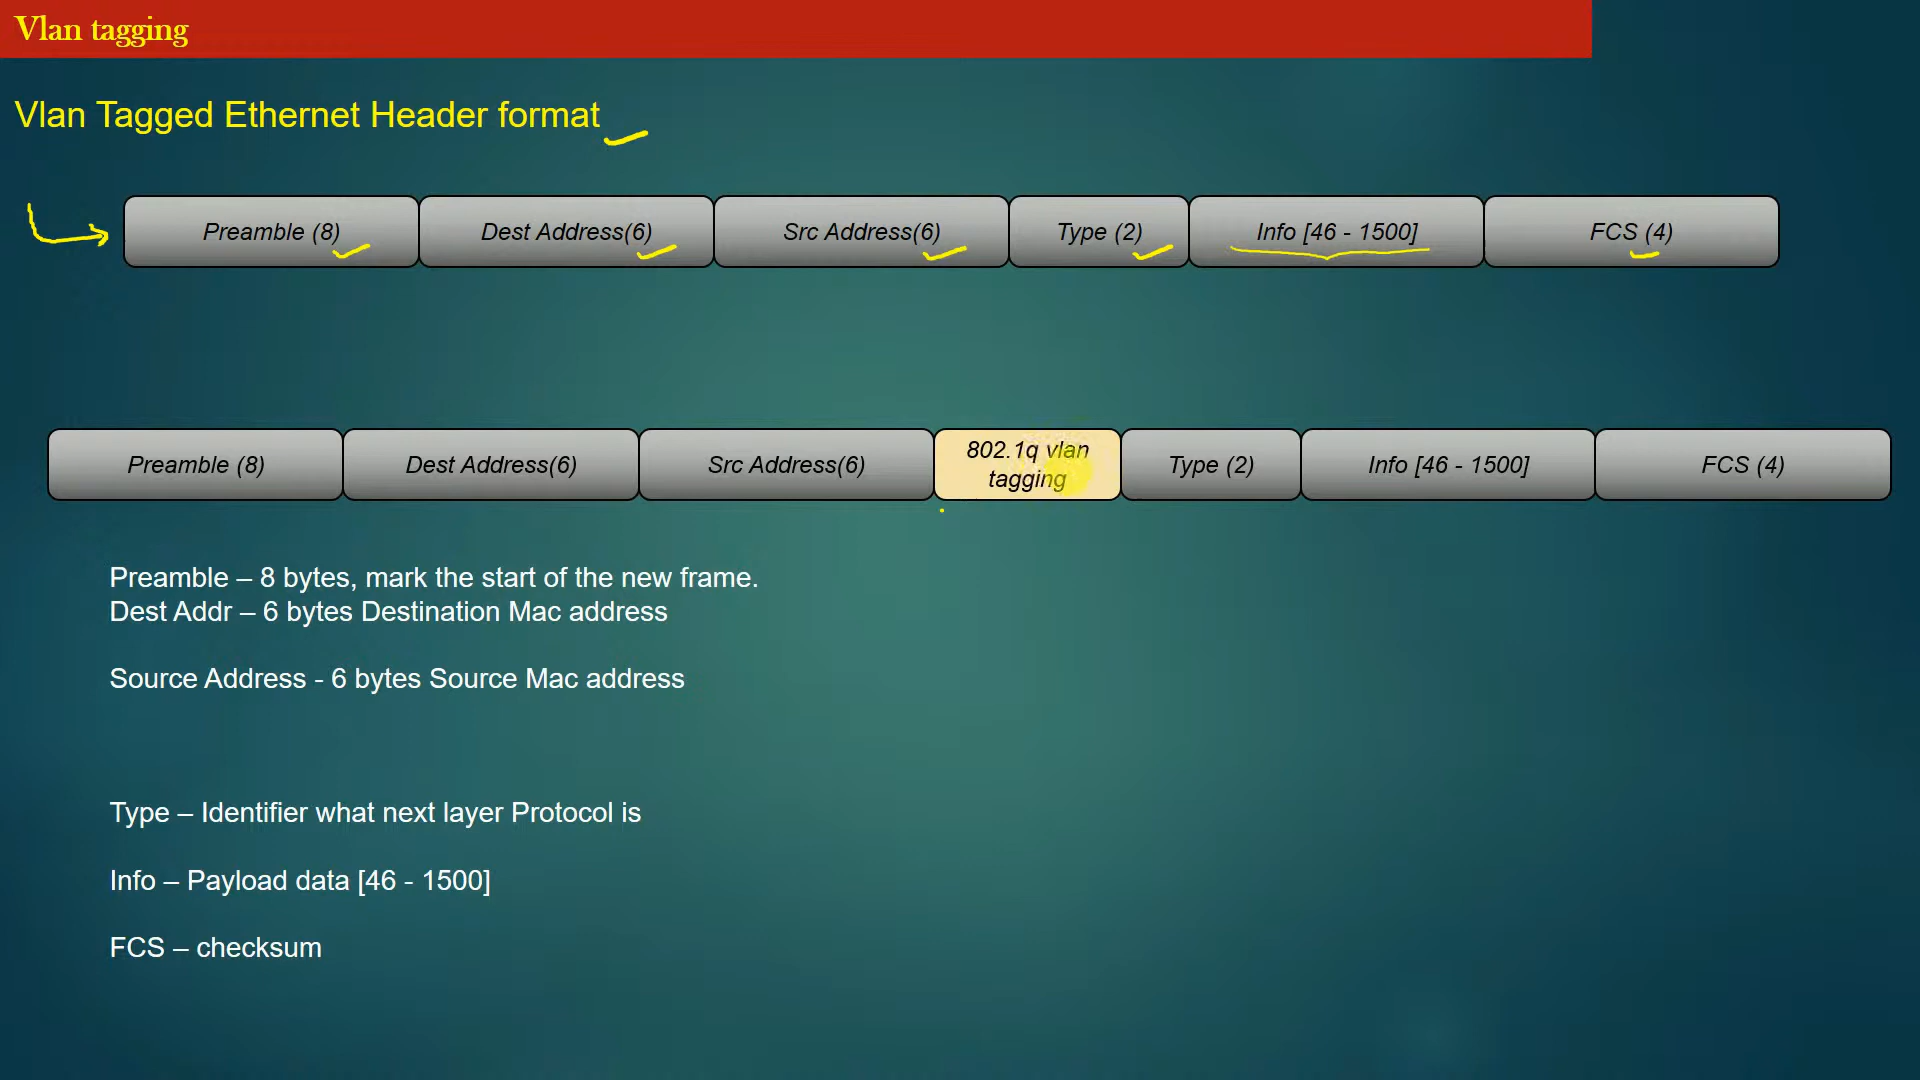 Vlan tagging
Vlan Tagged Ethernet Header format
Preamble (8) Dest Address(6) Src Address(6) Type (2) Info [46 - 1500] FCS (4)
Preamble (8) Dest Address(6) Src Address(6) 802.1q vlan tagging Type (2) Info [46 - 1500] FCS (4)
Preamble – 8 bytes, mark the start of the new frame.
Dest Addr – 6 bytes Destination Mac address
Source Address - 6 bytes Source Mac address
Type – Identifier what next layer Protocol is
Info – Payload data [46 - 1500]
FCS – checksum